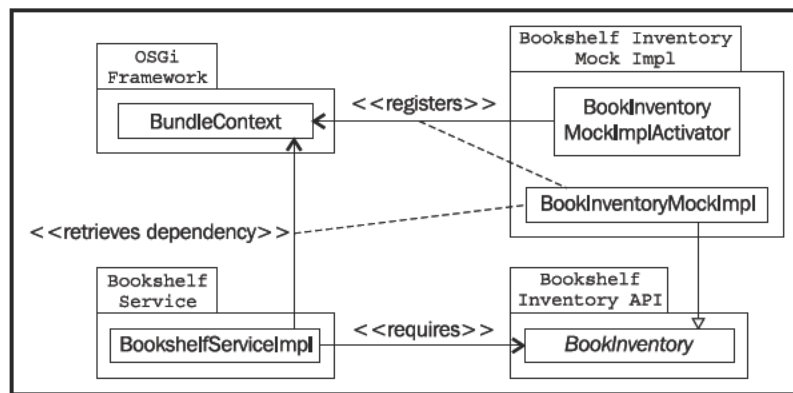 OSGi
Framework
BundleContext
<<registers>>
Bookshelf Inventory
Mock Impl
BookInventory
MockImplActivator
BookInventoryMockImpl
<<retrieves dependency>>
Bookshelf
Service
BookshelfServiceImpl
<<requires>>
Bookshelf
Inventory API
BookInventory